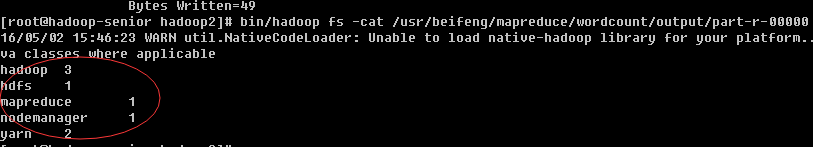 Bytes Written=49
[root@hadoop-senior hadoop2]# bin/hadoop fs -cat /usr/beifeng/mapreduce/wordcount/output/part-r-00000
16/05/02 15:46:23 WARN util.NativeCodeLoader: Unable to load native-hadoop library for your platform..
va classes where applicable
hadoop 3
hdfs 1
mapreduce 1
nodemanager 1
yarn 2